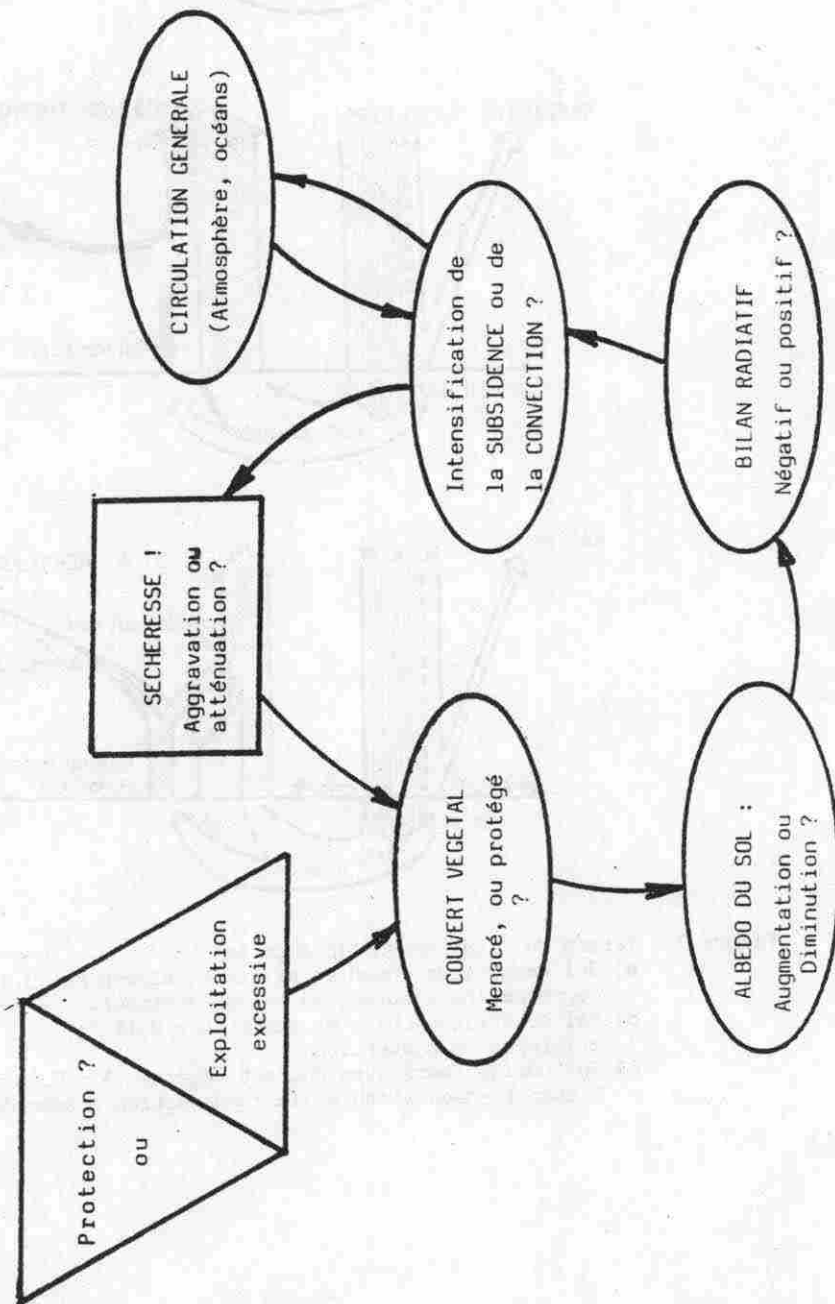 Protection ?
ou
Exploitation
excessive
SECHERESSE !
Aggravation ou
atténuation ?
CIRCULATION GENERALE
(Atmosphère, océans)
COUVERT VEGETAL
Menacé, ou protégé
?
Intensification de
la SUBSIDENCE ou de
la CONVECTION ?
ALBEDO DU SOL :
Augmentation ou
Diminution ?
BILAN RADIATIF
Négatif ou positif ?